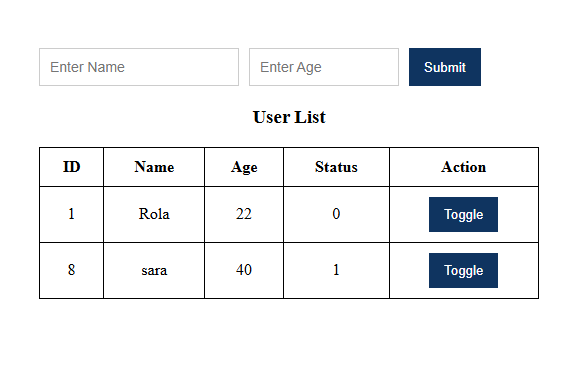 Enter Name Enter Age Submit
User List
ID Name Age Status Action
1 Rola 22 0 Toggle
8 sara 40 1 Toggle